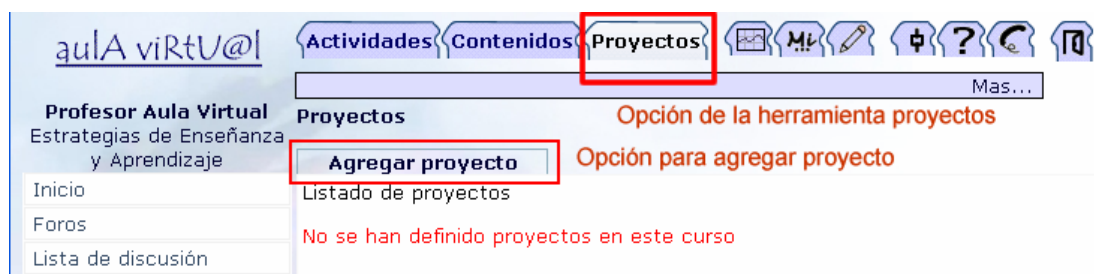 aulA viRtU@l
Actividades Contenidos Proyectos Mi ?
Mas...
Profesor Aula Virtual
Estrategias de Enseñanza
y Aprendizaje
Inicio
Foros
Lista de discusión
Proyectos
Opción de la herramienta proyectos
Agregar proyecto
Opción para agregar proyecto
Listado de proyectos
No se han definido proyectos en este curso